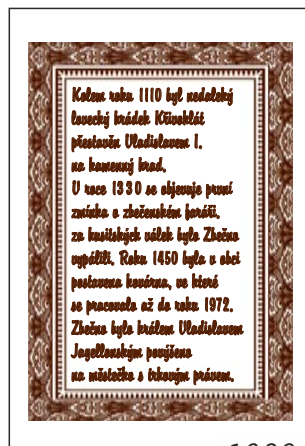 Kolem roku 1110 byl nedaleký
lovecký hrádek Křivoklát
přestavěn Vladislavem I.
na kamenný hrad.
V roce 1330 se objevuje první
zmínka o zbečenském faráři.
za husitských válek bylo Zbečno
vypáleno. Roku 1450 byla v obci
postavena kovárna, ve které
se pracovalo až do roku 1972.
Zbečno bylo králem Vladislavem
Jagellonským povýšeno
na městečko s trhovým právem.